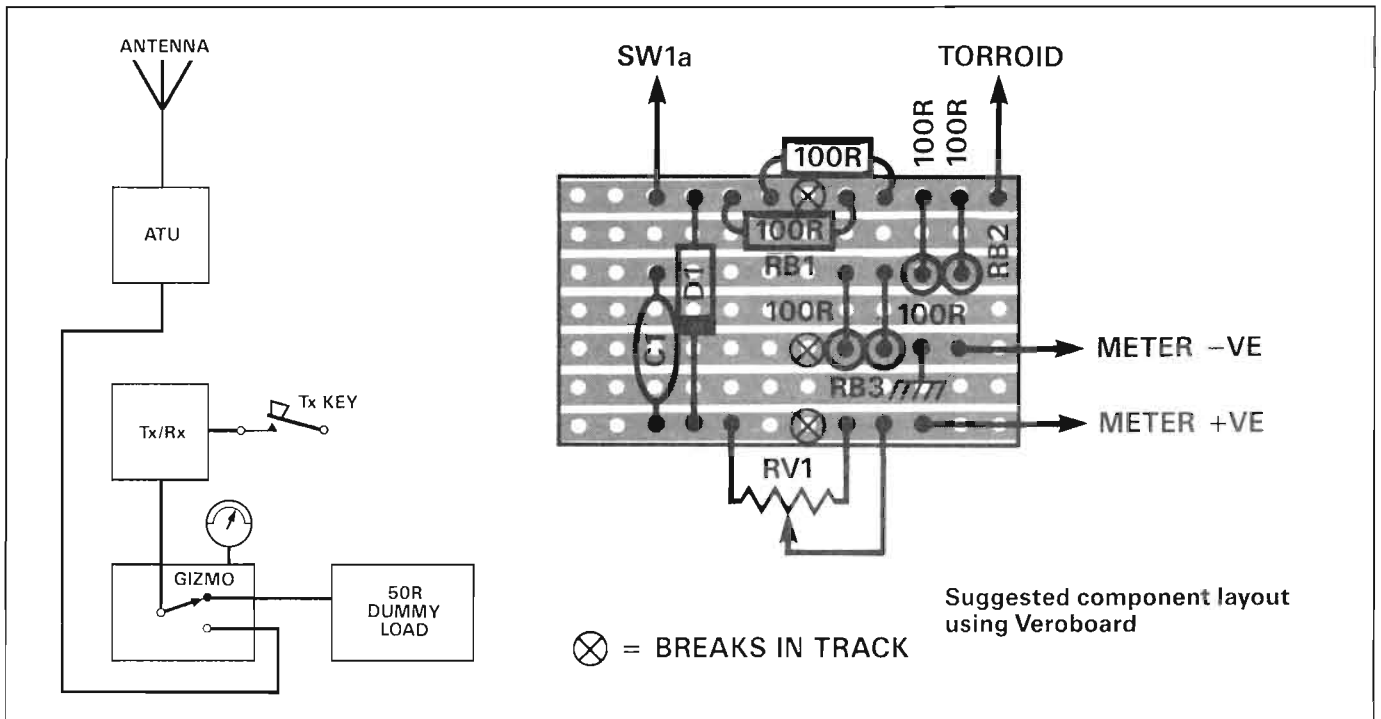 ANTENNA
ATU
Tx/Rx
Tx KEY
GIZMO
50R
DUMMY
LOAD
SW1a
TORROID
100R
100R
100R
100R
RB1
RB2
D1
C1
100R
100R
RB3
METER –VE
METER +VE
RV1
= BREAKS IN TRACK
Suggested component layout
using Veroboard